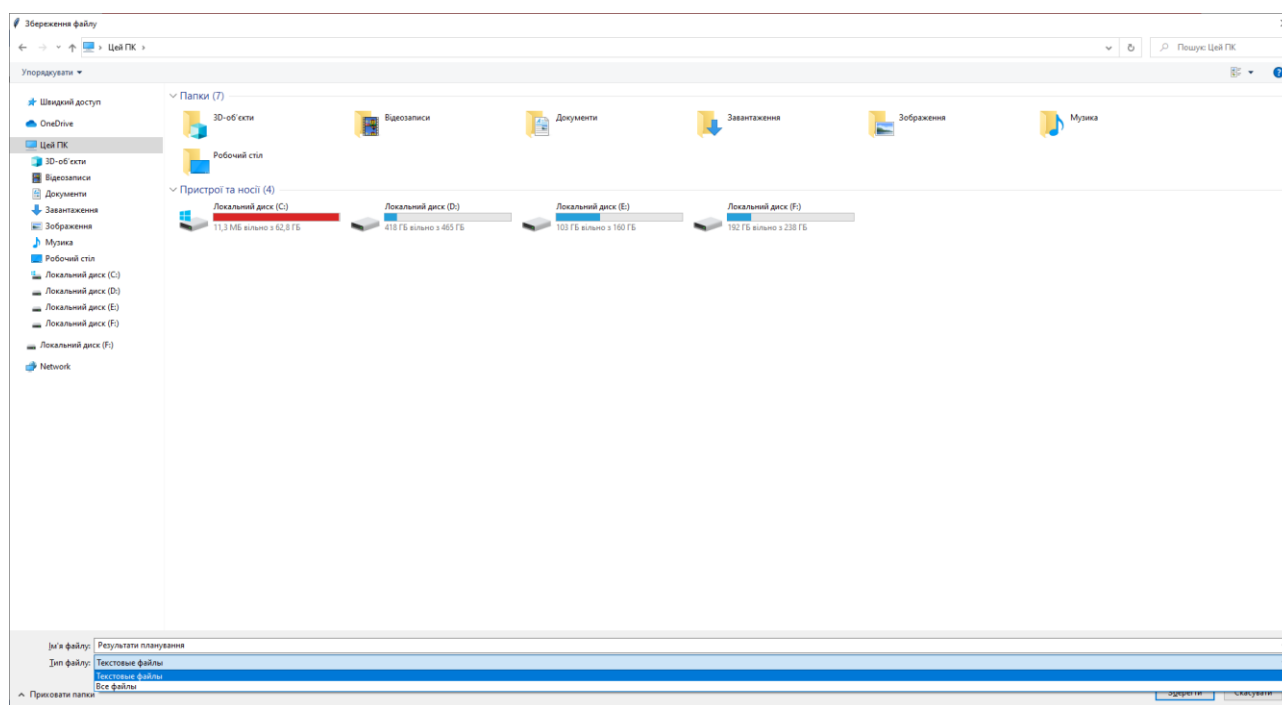 Збереження файлу
Цей ПК
Пошук: Цей ПК
Упорядкувати
Швидкий доступ
OneDrive
Цей ПК
3D-об'єкти
Відеозаписи
Документи
Завантаження
Зображення
Музика
Робочий стіл
Локальний диск (C:)
Локальний диск (D:)
Локальний диск (E:)
Локальний диск (F:)
Локальний диск (F:)
Network
Папки (7)
3D-об'єкти
Відеозаписи
Документи
Завантаження
Зображення
Музика
Робочий стіл
Пристрої та носії (4)
Локальний диск (C:)
11,3 МБ вільно з 62,8 ГБ
Локальний диск (D:)
418 ГБ вільно з 465 ГБ
Локальний диск (E:)
103 ГБ вільно з 160 ГБ
Локальний диск (F:)
192 ГБ вільно з 238 ГБ
Ім'я файлу: Результати планування
Тип файлу: Текстовые файлы
Текстовые файлы
Все файлы
Приховати папки
Зберегти
Скасувати